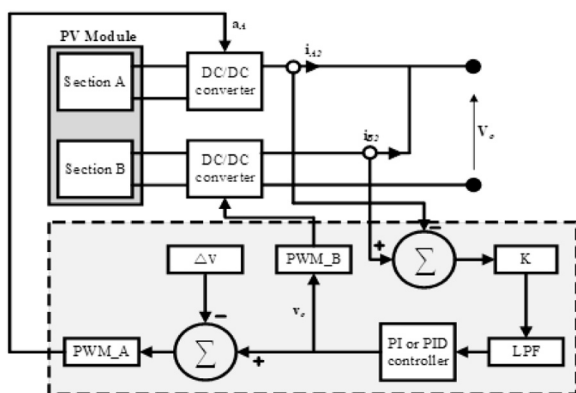 a_A
PV Module
i_A2
Section A
DC/DC
converter
V_o
i_B2
Section B
DC/DC
converter
−
+
ΔV
PWM_B
Σ
K
−
v_e
PWM_A
Σ
+
PI or PID
controller
LPF